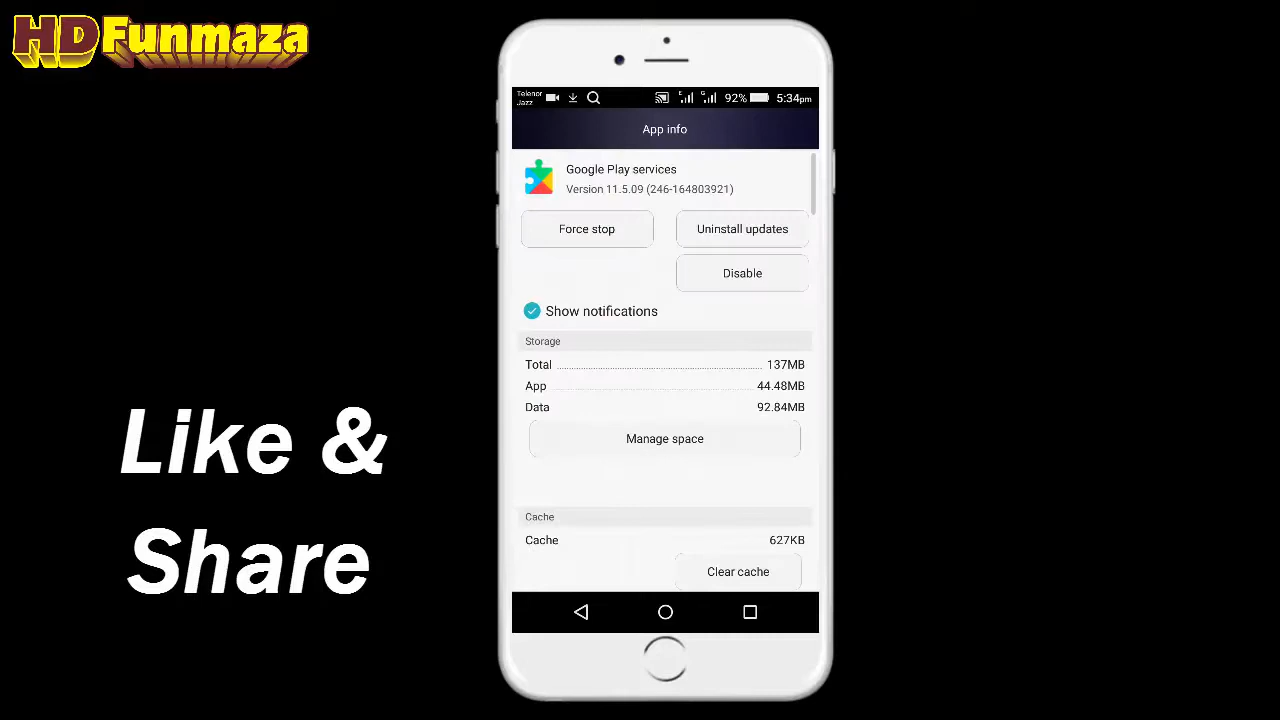 HDFunmaza
Telenor
Jazz
E
G
92%
5:34pm
App info
Google Play services
Version 11.5.09 (246-164803921)
Force stop
Uninstall updates
Disable
Show notifications
Storage
Total 137MB
App 44.48MB
Data 92.84MB
Manage space
Cache
Cache 627KB
Clear cache
Like &
Share